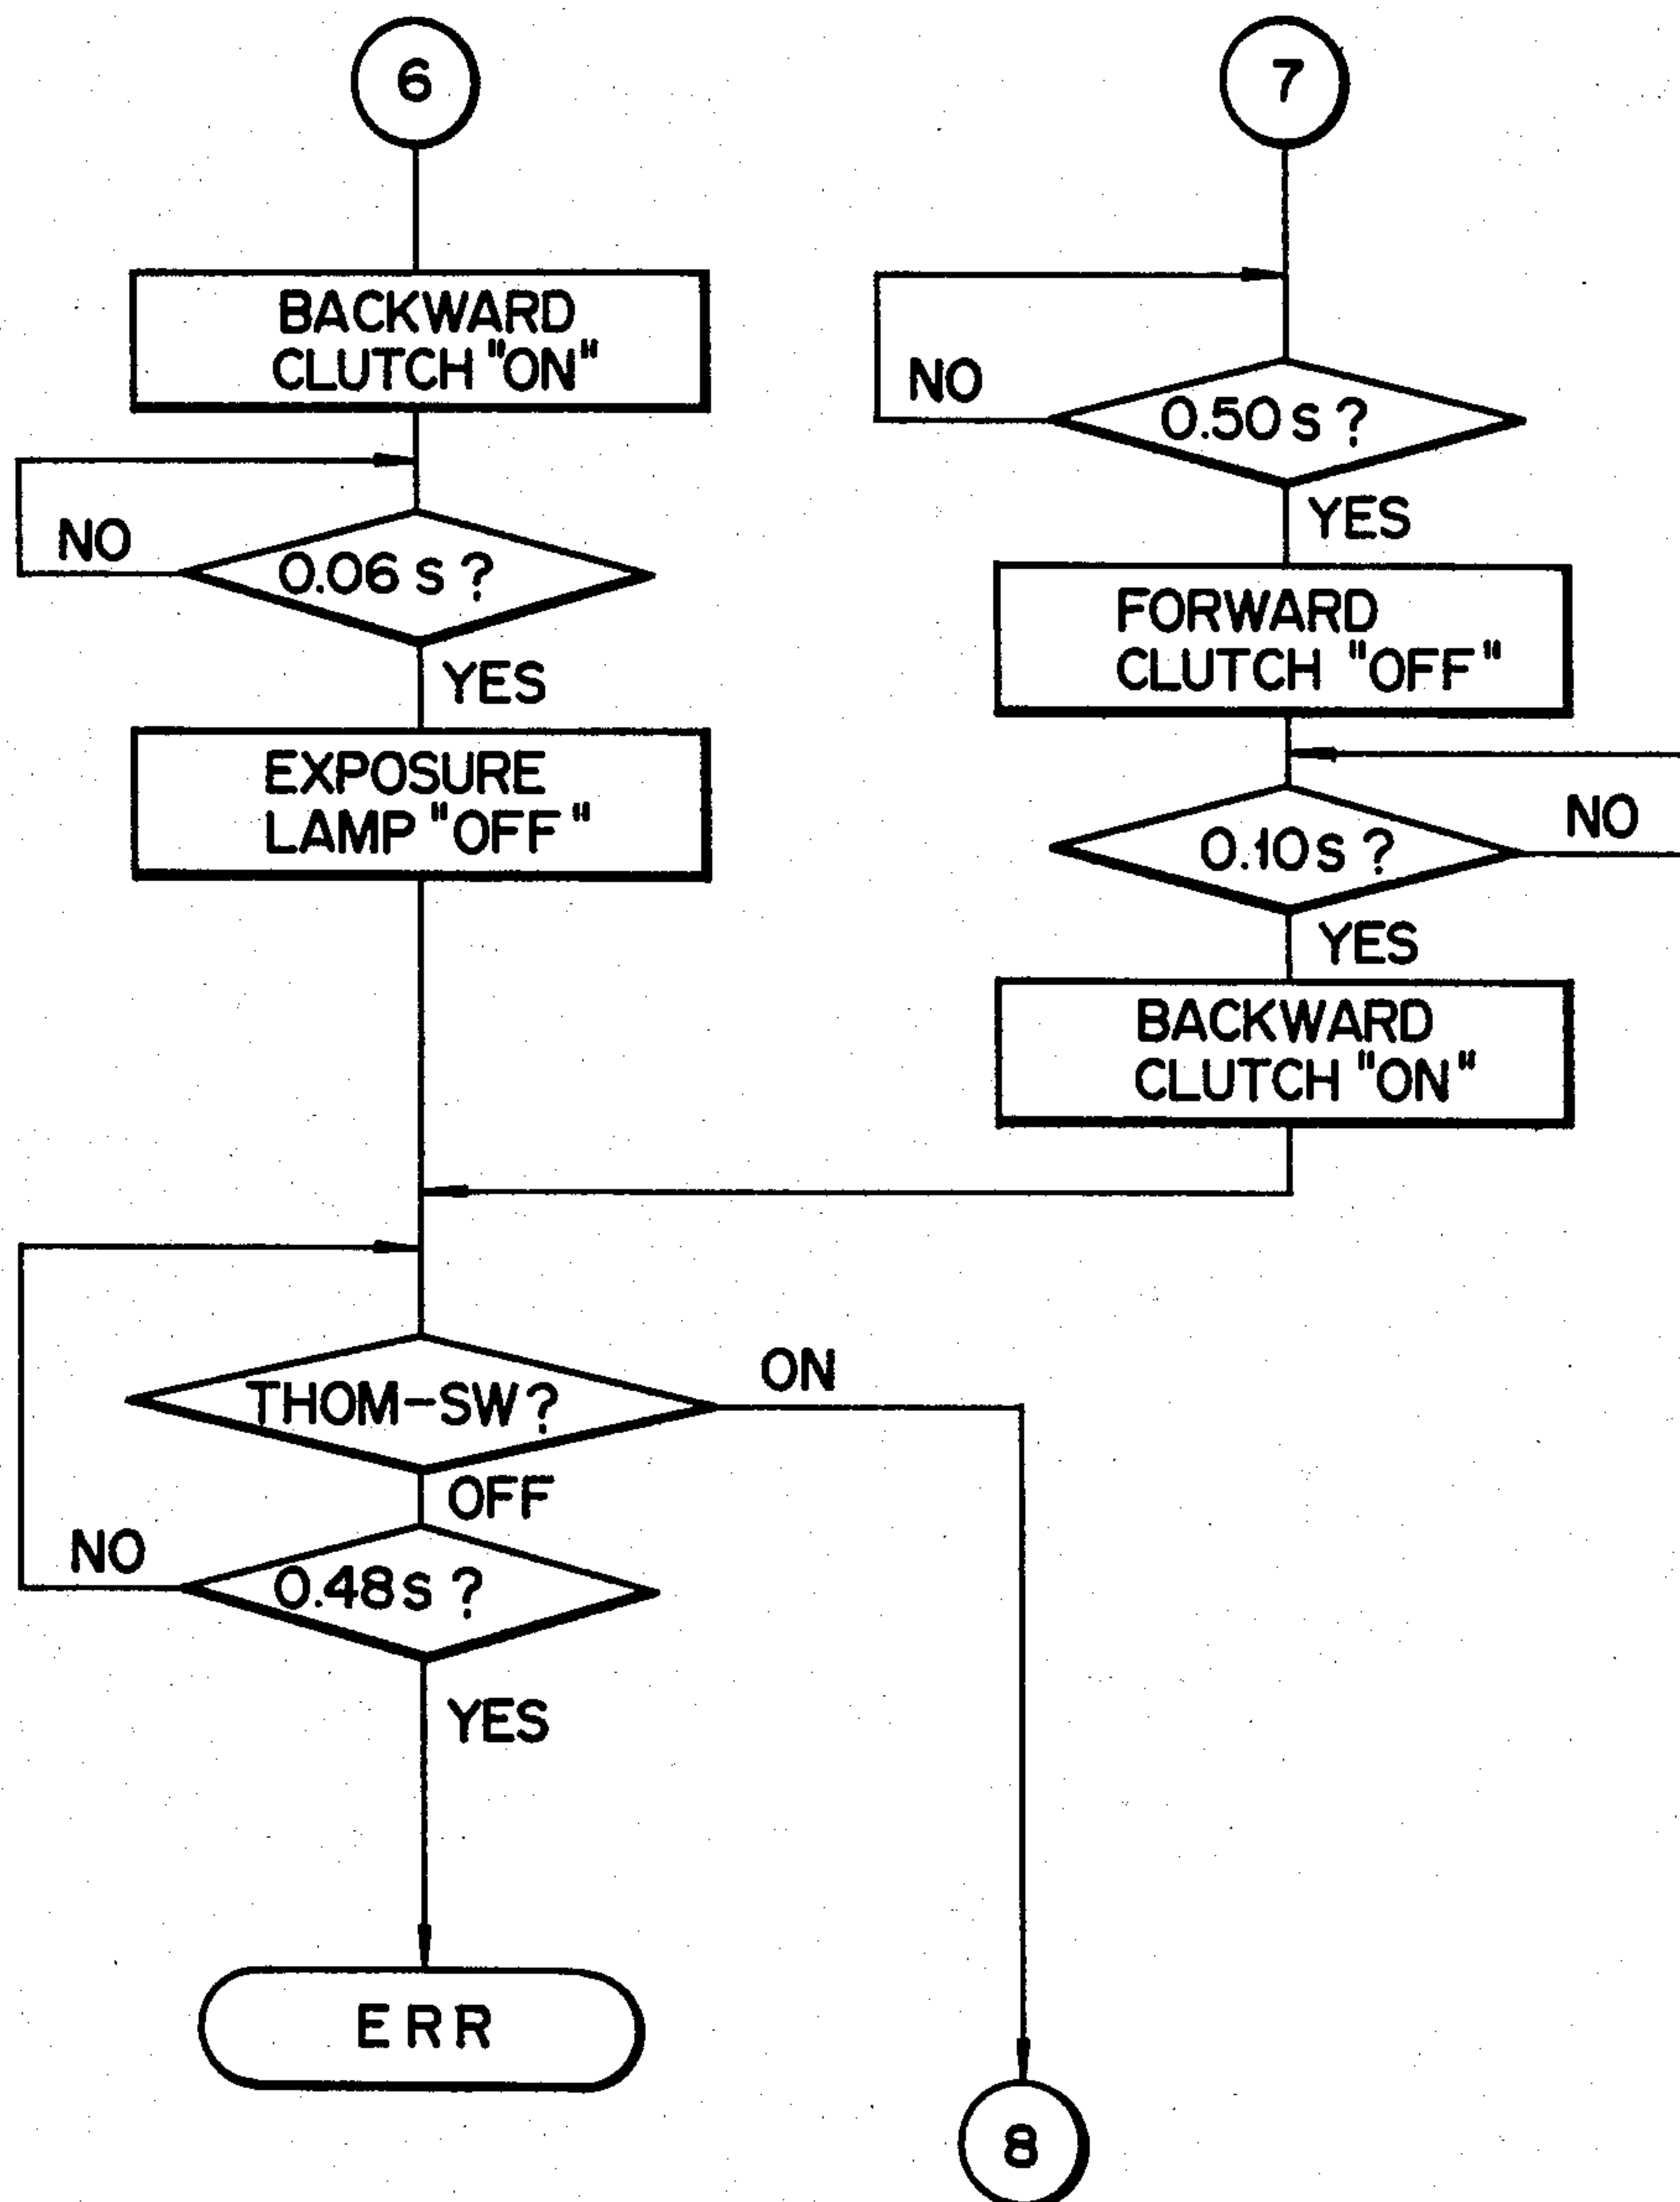 6
BACKWARD
CLUTCH "ON"
NO
0.06 s ?
YES
EXPOSURE
LAMP "OFF"
7
NO
0.50 s ?
YES
FORWARD
CLUTCH "OFF"
0.10 s ?
NO
YES
BACKWARD
CLUTCH "ON"
THOM-SW ?
ON
OFF
NO
0.48 s ?
YES
ERR
8